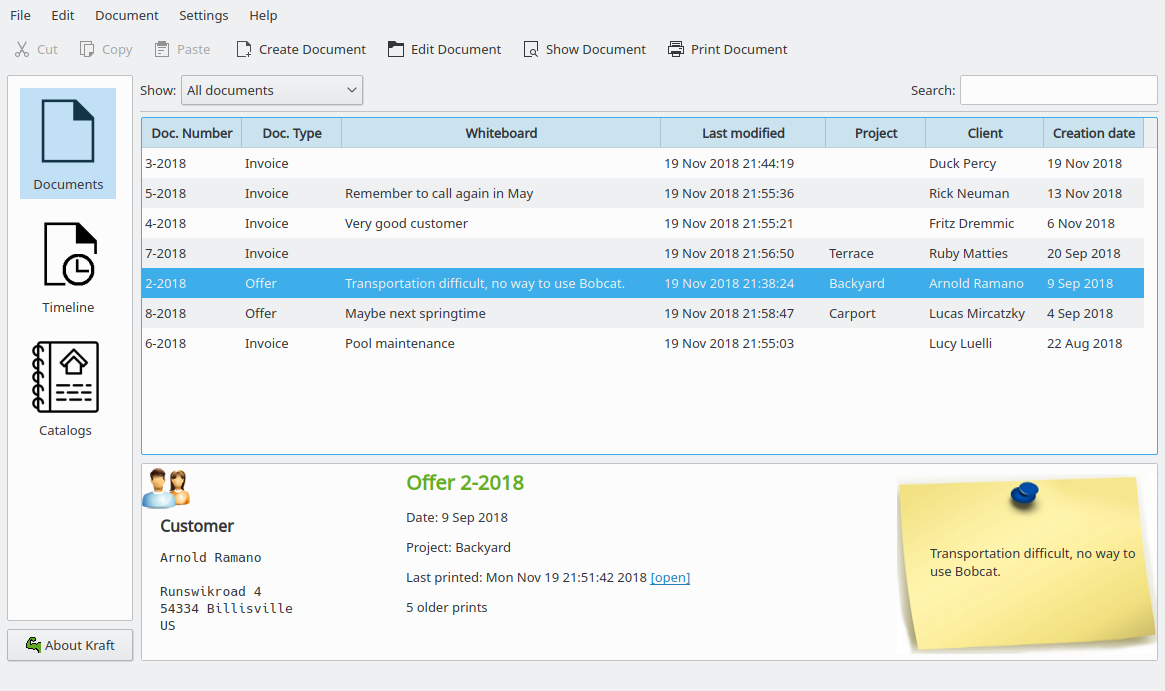 File Edit Document Settings Help
Cut Copy Paste Create Document Edit Document Show Document Print Document
Show: All documents Search:
Documents
Timeline
Catalogs
About Kraft
Doc. Number Doc. Type Whiteboard Last modified Project Client Creation date
3-2018 Invoice 19 Nov 2018 21:44:19 Duck Percy 19 Nov 2018
5-2018 Invoice Remember to call again in May 19 Nov 2018 21:55:36 Rick Neuman 13 Nov 2018
4-2018 Invoice Very good customer 19 Nov 2018 21:55:21 Fritz Dremmic 6 Nov 2018
7-2018 Invoice 19 Nov 2018 21:56:50 Terrace Ruby Matties 20 Sep 2018
2-2018 Offer Transportation difficult, no way to use Bobcat. 19 Nov 2018 21:38:24 Backyard Arnold Ramano 9 Sep 2018
8-2018 Offer Maybe next springtime 19 Nov 2018 21:58:47 Carport Lucas Mircatzky 4 Sep 2018
6-2018 Invoice Pool maintenance 19 Nov 2018 21:55:03 Lucy Luelli 22 Aug 2018
Customer
Arnold Ramano
Runswikroad 4
54334 Billisville
US
Offer 2-2018
Date: 9 Sep 2018
Project: Backyard
Last printed: Mon Nov 19 21:51:42 2018 [open]
5 older prints
Transportation difficult, no way to
use Bobcat.